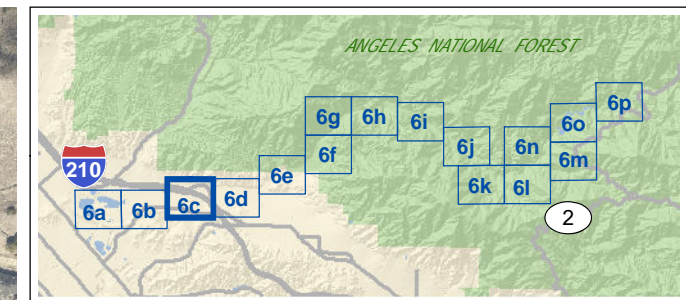 ANGELES NATIONAL FOREST
6p
6g 6h 6i 6o
6j 6n
6f 6m
210 6e 6k 6l
6a 6b 6c 6d
2